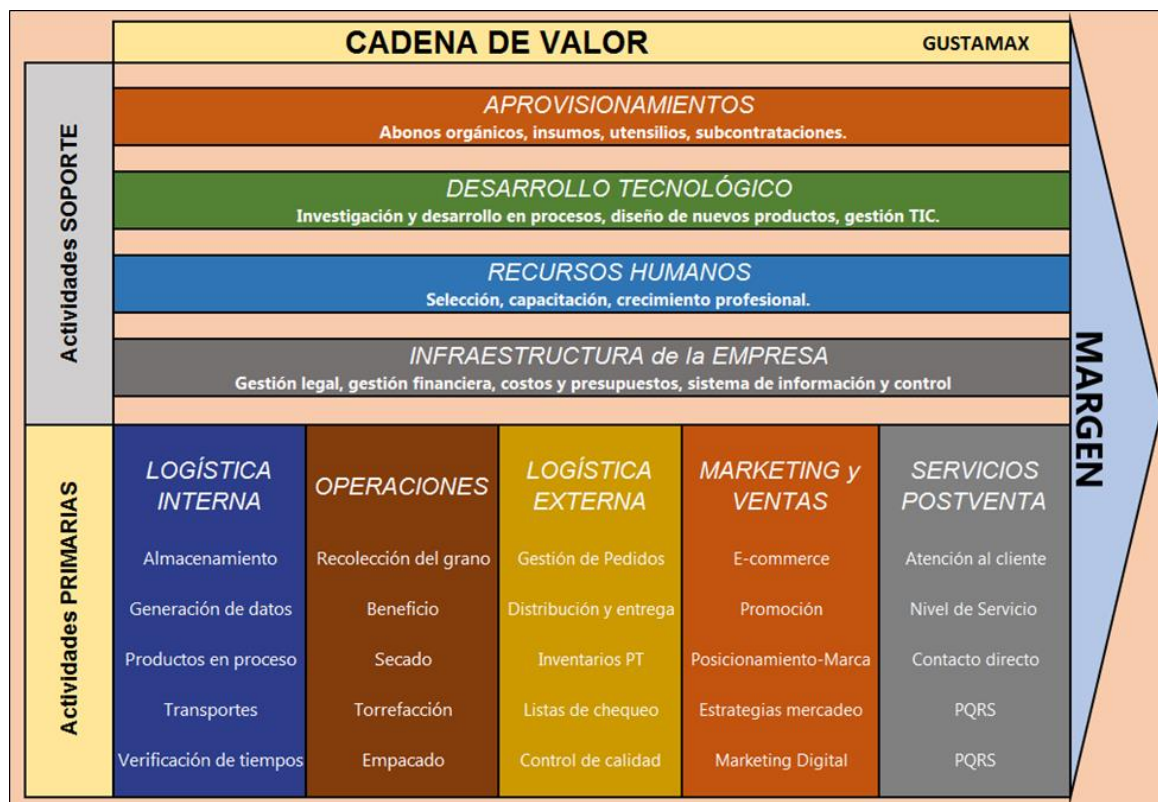 CADENA DE VALOR
GUSTAMAX
Actividades SOPORTE
APROVISIONAMIENTOS
Abonos orgánicos, insumos, utensilios, subcontrataciones.
DESARROLLO TECNOLÓGICO
Investigación y desarrollo en procesos, diseño de nuevos productos, gestión TIC.
RECURSOS HUMANOS
Selección, capacitación, crecimiento profesional.
INFRAESTRUCTURA de la EMPRESA
Gestión legal, gestión financiera, costos y presupuestos, sistema de información y control
Actividades PRIMARIAS
LOGÍSTICA
INTERNA
Almacenamiento
Generación de datos
Productos en proceso
Transportes
Verificación de tiempos
OPERACIONES
Recolección del grano
Beneficio
Secado
Torrefacción
Empacado
LOGÍSTICA
EXTERNA
Gestión de Pedidos
Distribución y entrega
Inventarios PT
Listas de chequeo
Control de calidad
MARKETING y
VENTAS
E-commerce
Promoción
Posicionamiento-Marca
Estrategias mercadeo
Marketing Digital
SERVICIOS
POSTVENTA
Atención al cliente
Nivel de Servicio
Contacto directo
PQRS
PQRS
MARGEN